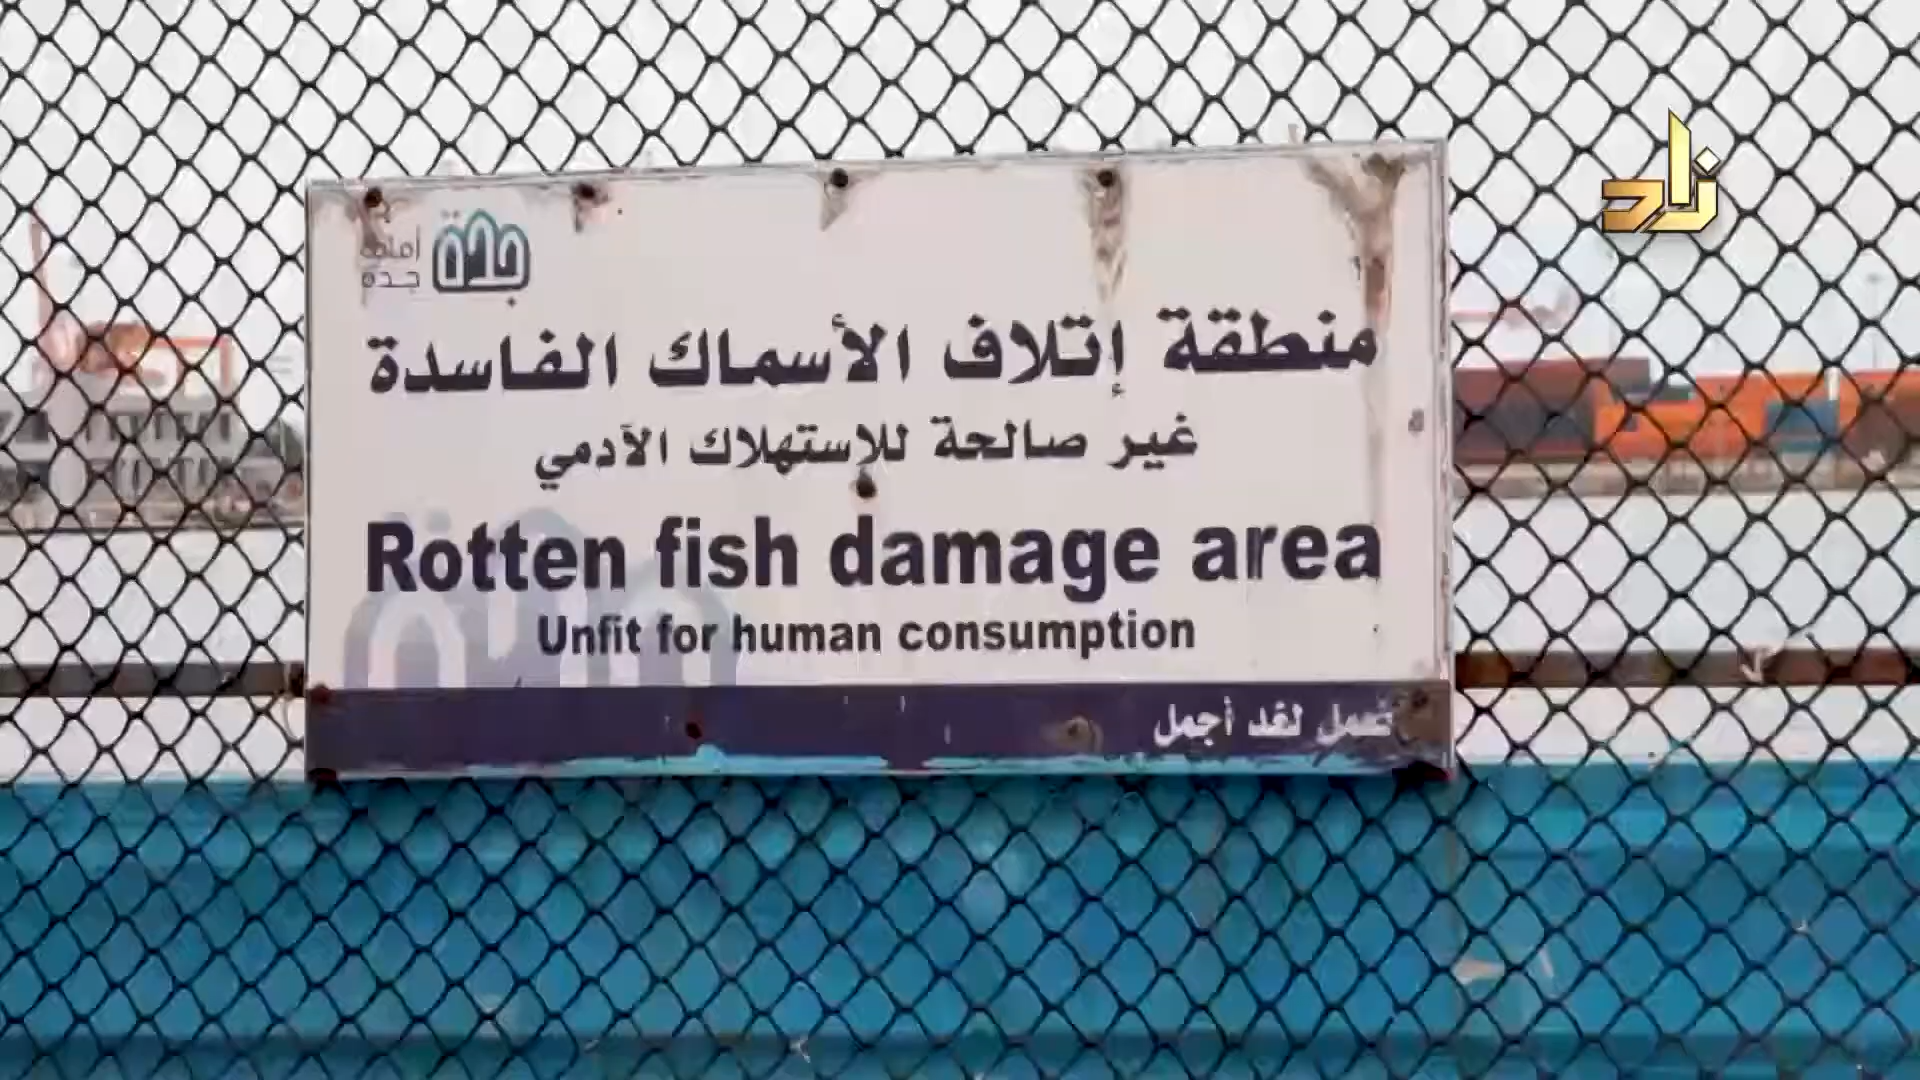 زاد
أمانة
جدة
جدة
منطقة إتلاف الأسماك الفاسدة
غير صالحة للإستهلاك الآدمي
Rotten fish damage area
Unfit for human consumption
نعمل لغد أجمل